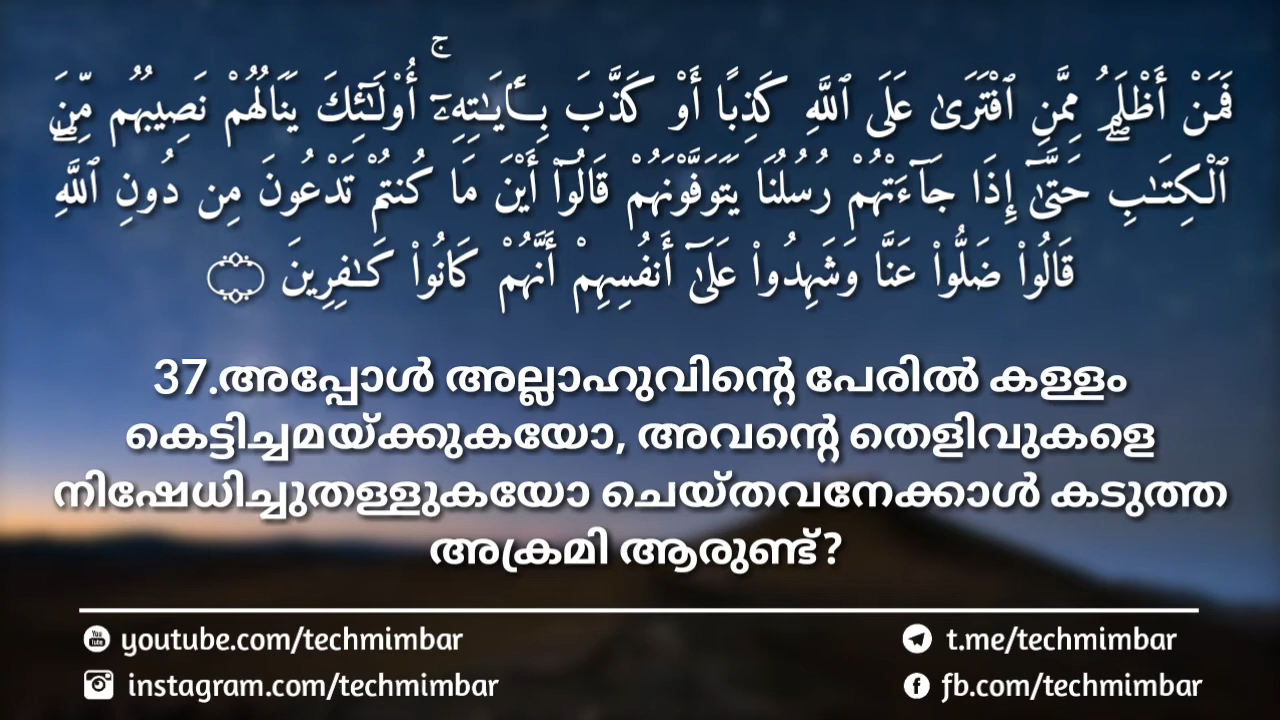 فَمَنْ أَظْلَمُ مِمَّنِ ٱفْتَرَىٰ عَلَى ٱللَّهِ كَذِبًا أَوْ كَذَّبَ بِـَٔايَـٰتِهِۦٓ ۚ أُو۟لَـٰٓئِكَ يَنَالُهُمْ نَصِيبُهُم مِّنَ
ٱلْكِتَـٰبِ ۖ حَتَّىٰٓ إِذَا جَآءَتْهُمْ رُسُلُنَا يَتَوَفَّوْنَهُمْ قَالُوٓا۟ أَيْنَ مَا كُنتُمْ تَدْعُونَ مِن دُونِ ٱللَّهِ ۖ
قَالُوا۟ ضَلُّوا۟ عَنَّا وَشَهِدُوا۟ عَلَىٰٓ أَنفُسِهِمْ أَنَّهُمْ كَانُوا۟ كَـٰفِرِينَ
37.അപ്പോൾ അല്ലാഹുവിന്റെ പേരിൽ കള്ളം
കെട്ടിച്ചമയ്ക്കുകയോ, അവന്റെ തെളിവുകളെ
നിഷേധിച്ചുതള്ളുകയോ ചെയ്തവനേക്കാൾ കടുത്ത
അക്രമി ആരുണ്ട്?
You Tube youtube.com/techmimbar
t.me/techmimbar
instagram.com/techmimbar
fb.com/techmimbar